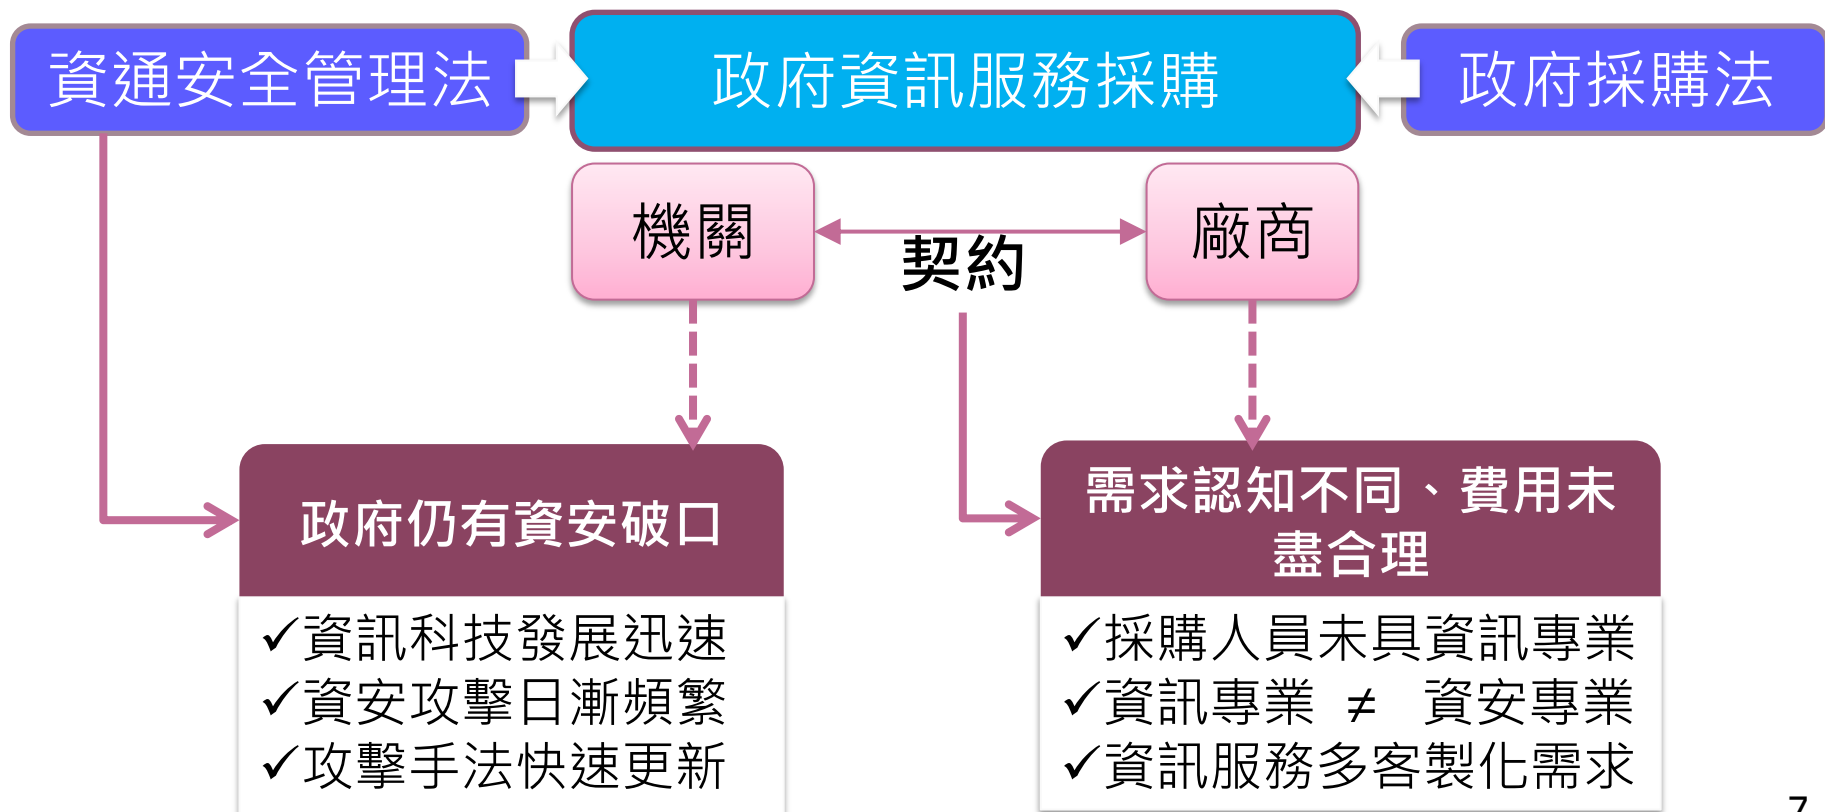 資通安全管理法
政府資訊服務採購
政府採購法
機關
契約
廠商
政府仍有資安破口
✓資訊科技發展迅速
✓資安攻擊日漸頻繁
✓攻擊手法快速更新
需求認知不同、費用未
盡合理
✓採購人員未具資訊專業
✓資訊專業 ≠ 資安專業
✓資訊服務多客製化需求
7